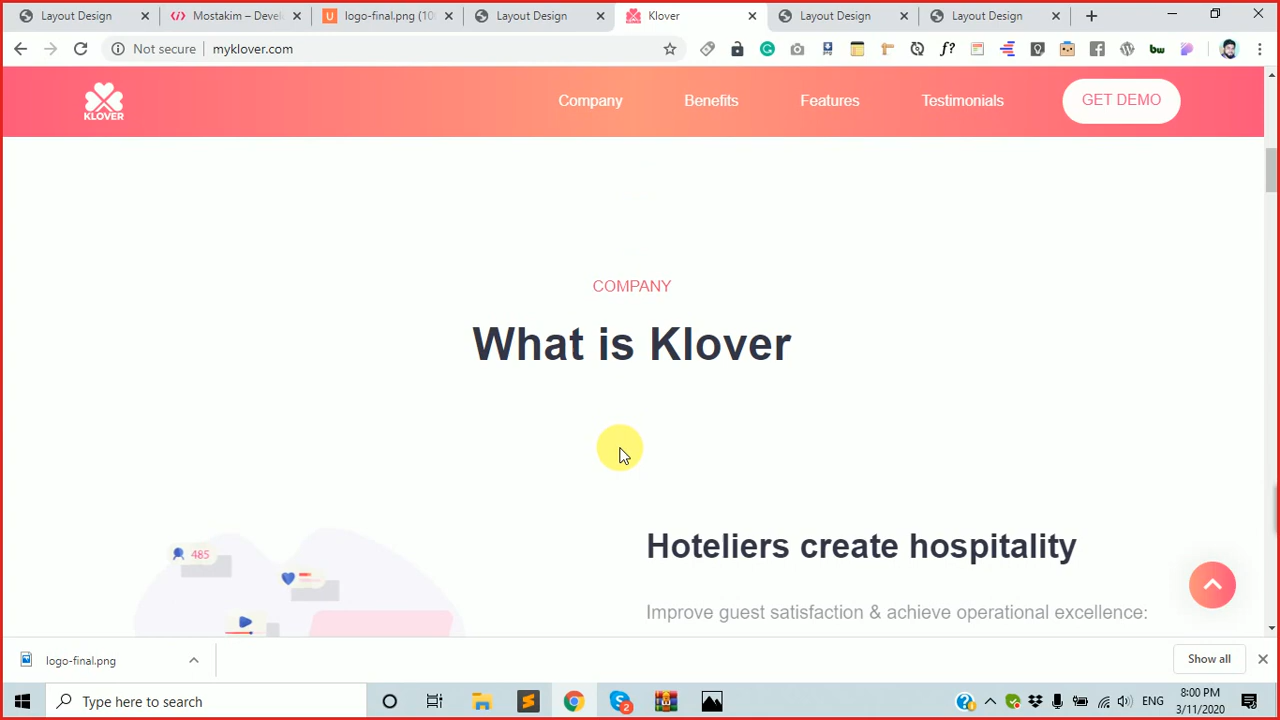 Layout Design
Mostakim – Devel
logo-final.png (10
Layout Design
Klover
Layout Design
Layout Design
Not secure
myklover.com
f?
bw
KLOVER
Company
Benefits
Features
Testimonials
GET DEMO
COMPANY
What is Klover
485
Hoteliers create hospitality
Improve guest satisfaction & achieve operational excellence:
logo-final.png
Show all
Type here to search
2
ENG
8:00 PM
3/11/2020